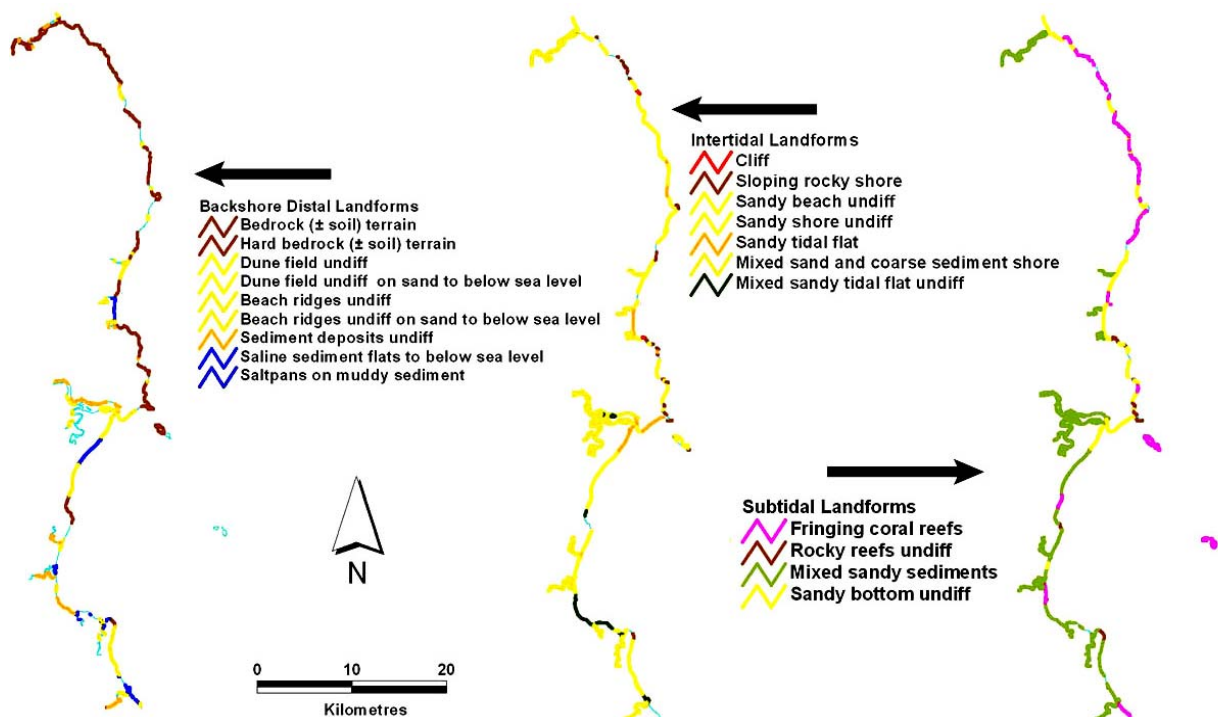 Backshore Distal Landforms
Bedrock (± soil) terrain
Hard bedrock (± soil) terrain
Dune field undiff
Dune field undiff on sand to below sea level
Beach ridges undiff
Beach ridges undiff on sand to below sea level
Sediment deposits undiff
Saline sediment flats to below sea level
Saltpans on muddy sediment
Intertidal Landforms
Cliff
Sloping rocky shore
Sandy beach undiff
Sandy shore undiff
Sandy tidal flat
Mixed sand and coarse sediment shore
Mixed sandy tidal flat undiff
Subtidal Landforms
Fringing coral reefs
Rocky reefs undiff
Mixed sandy sediments
Sandy bottom undiff
N
0 10 20
Kilometres